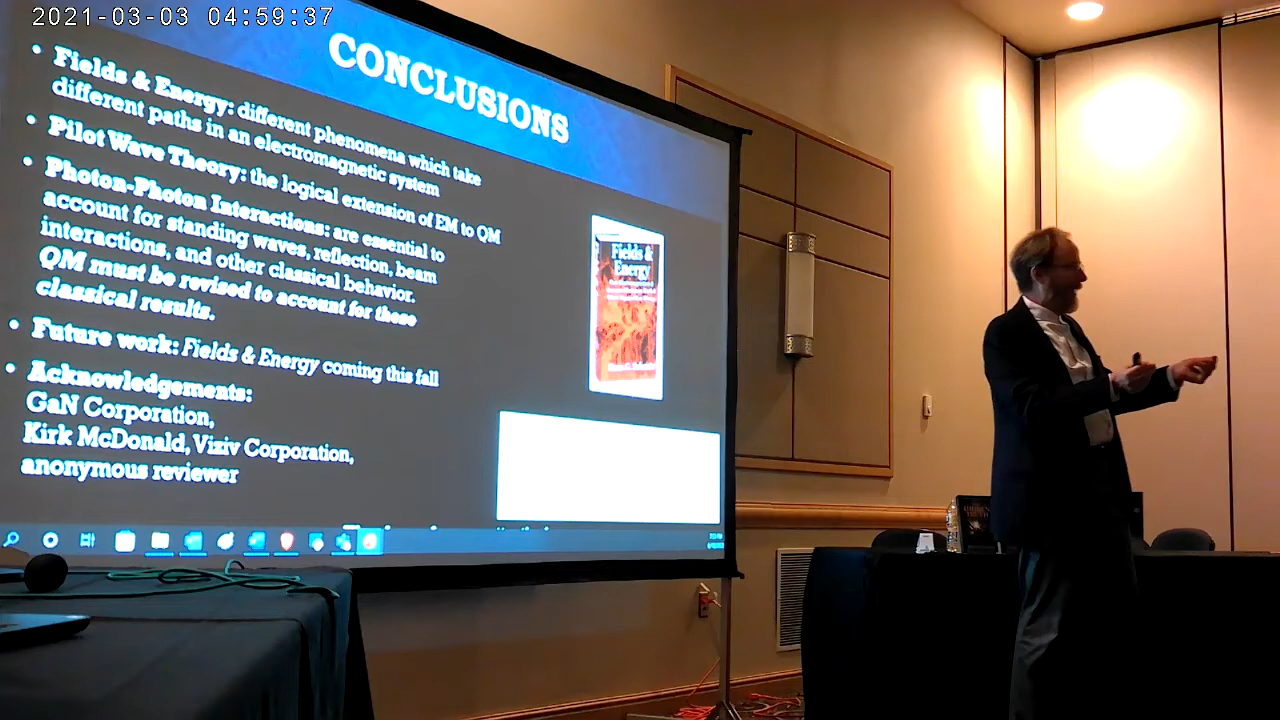 2021-03-03 04:59:37
CONCLUSIONS
• Fields & Energy: different phenomena which take
different paths in an electromagnetic system
• Pilot Wave Theory: the logical extension of EM to QM
• Photon-Photon Interactions: are essential to
account for standing waves, reflection, beam
interactions, and other classical behavior.
QM must be revised to account for these
classical results.
• Future work: Fields & Energy coming this fall
• Acknowledgements:
GaN Corporation,
Kirk McDonald, Viziv Corporation,
anonymous reviewer
Fields &
Energy